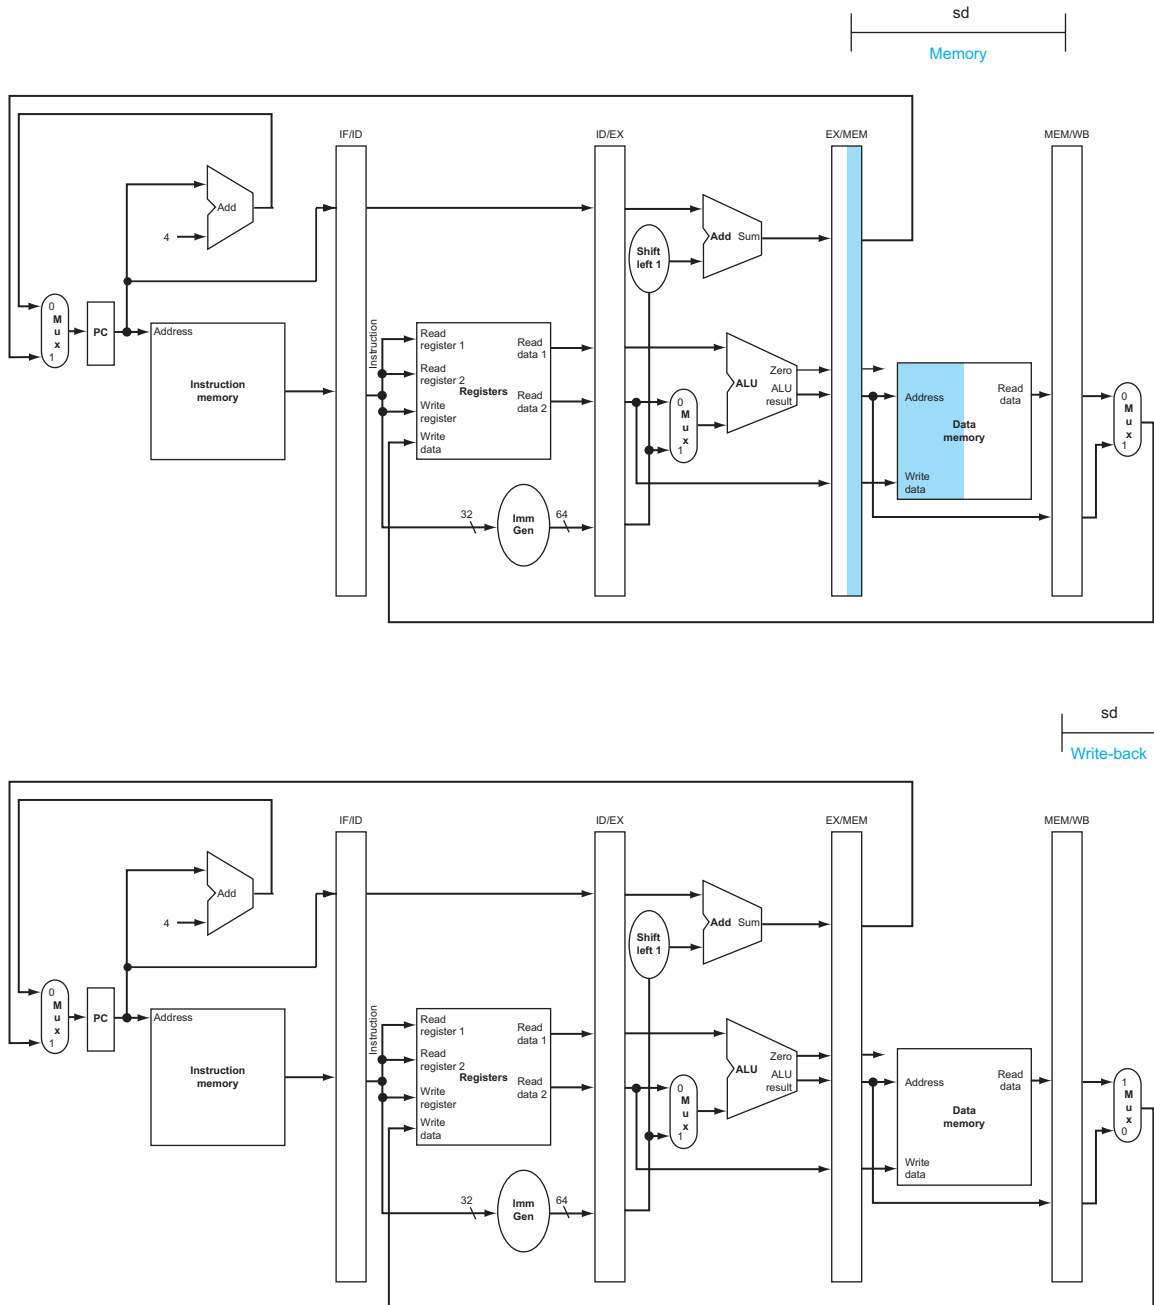 sd
Memory
IF/ID
ID/EX
EX/MEM
MEM/WB
Add
4
Add Sum
Shift
left 1
0
M
u
x
1
PC
Address
Instruction
memory
Instruction
Read
register 1
Read
register 2
Write
register
Write
data
Registers
Read
data 1
Read
data 2
0
M
u
x
1
Zero
ALU
ALU
result
Address
Read
data
Data
memory
Write
data
0
M
u
x
1
32
Imm
Gen
64
sd
Write-back
IF/ID
ID/EX
EX/MEM
MEM/WB
Add
4
Add Sum
Shift
left 1
0
M
u
x
1
PC
Address
Instruction
memory
Instruction
Read
register 1
Read
register 2
Write
register
Write
data
Registers
Read
data 1
Read
data 2
0
M
u
x
1
Zero
ALU
ALU
result
Address
Read
data
Data
memory
Write
data
1
M
u
x
0
32
Imm
Gen
64